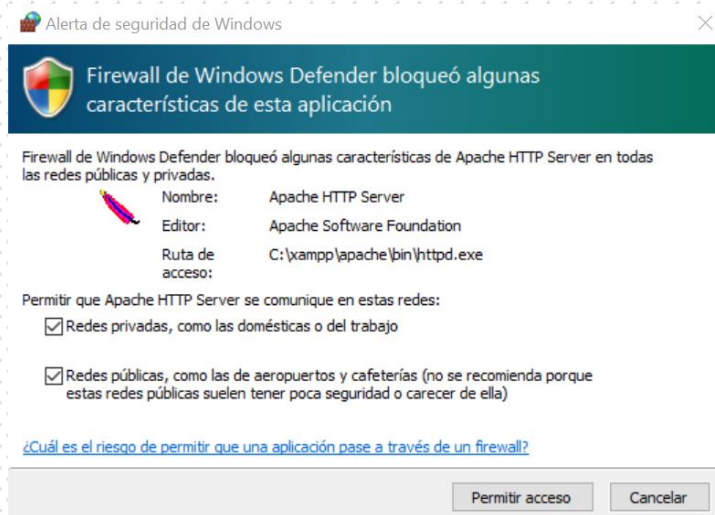 Alerta de seguridad de Windows
Firewall de Windows Defender bloqueó algunas
características de esta aplicación
Firewall de Windows Defender bloqueó algunas características de Apache HTTP Server en todas
las redes públicas y privadas.
Nombre: Apache HTTP Server
Editor: Apache Software Foundation
Ruta de C:\xampp\apache\bin\httpd.exe
acceso:
Permitir que Apache HTTP Server se comunique en estas redes:
Redes privadas, como las domésticas o del trabajo
Redes públicas, como las de aeropuertos y cafeterías (no se recomienda porque
estas redes públicas suelen tener poca seguridad o carecer de ella)
¿Cuál es el riesgo de permitir que una aplicación pase a través de un firewall?
Permitir acceso Cancelar